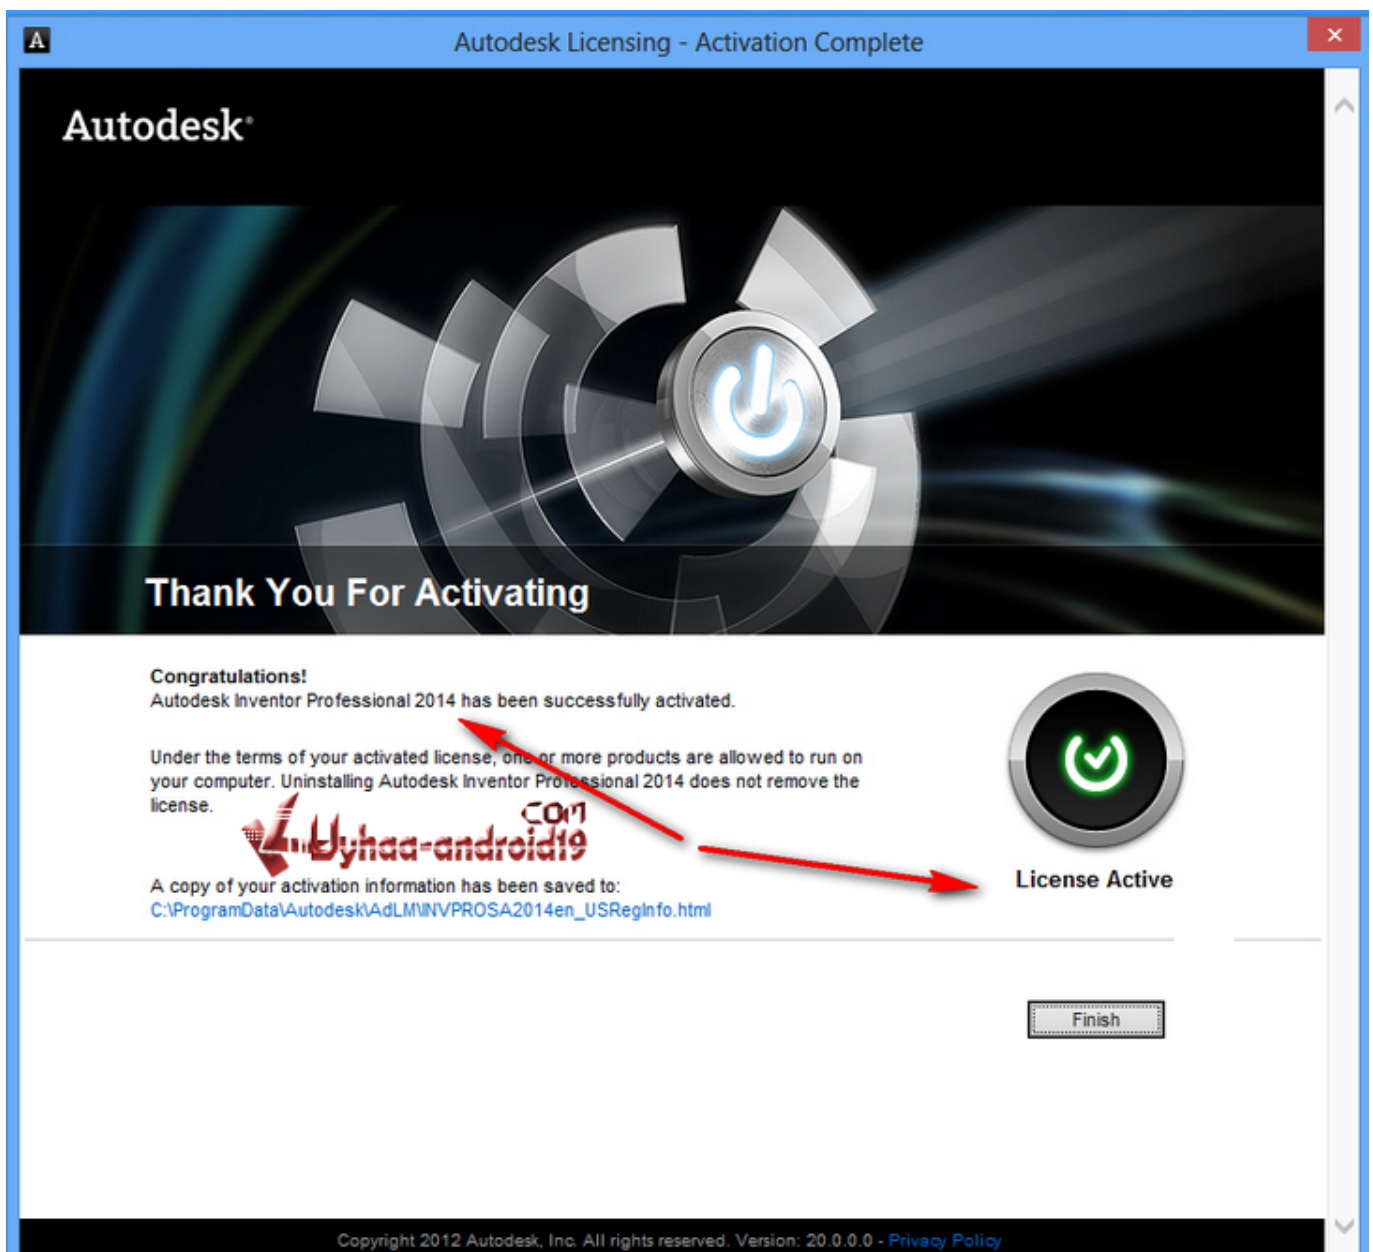 A
Autodesk Licensing - Activation Complete
Autodesk®
Thank You For Activating
Congratulations!
Autodesk Inventor Professional 2014 has been successfully activated.
Under the terms of your activated license, one or more products are allowed to run on
your computer. Uninstalling Autodesk Inventor Professional 2014 does not remove the
license.
.COM
Uyhaa-android19
A copy of your activation information has been saved to:
C:\ProgramData\Autodesk\AdLM\INVPROSA2014en_USRegInfo.html
License Active
Finish
Copyright 2012 Autodesk, Inc. All rights reserved. Version: 20.0.0.0 - Privacy Policy